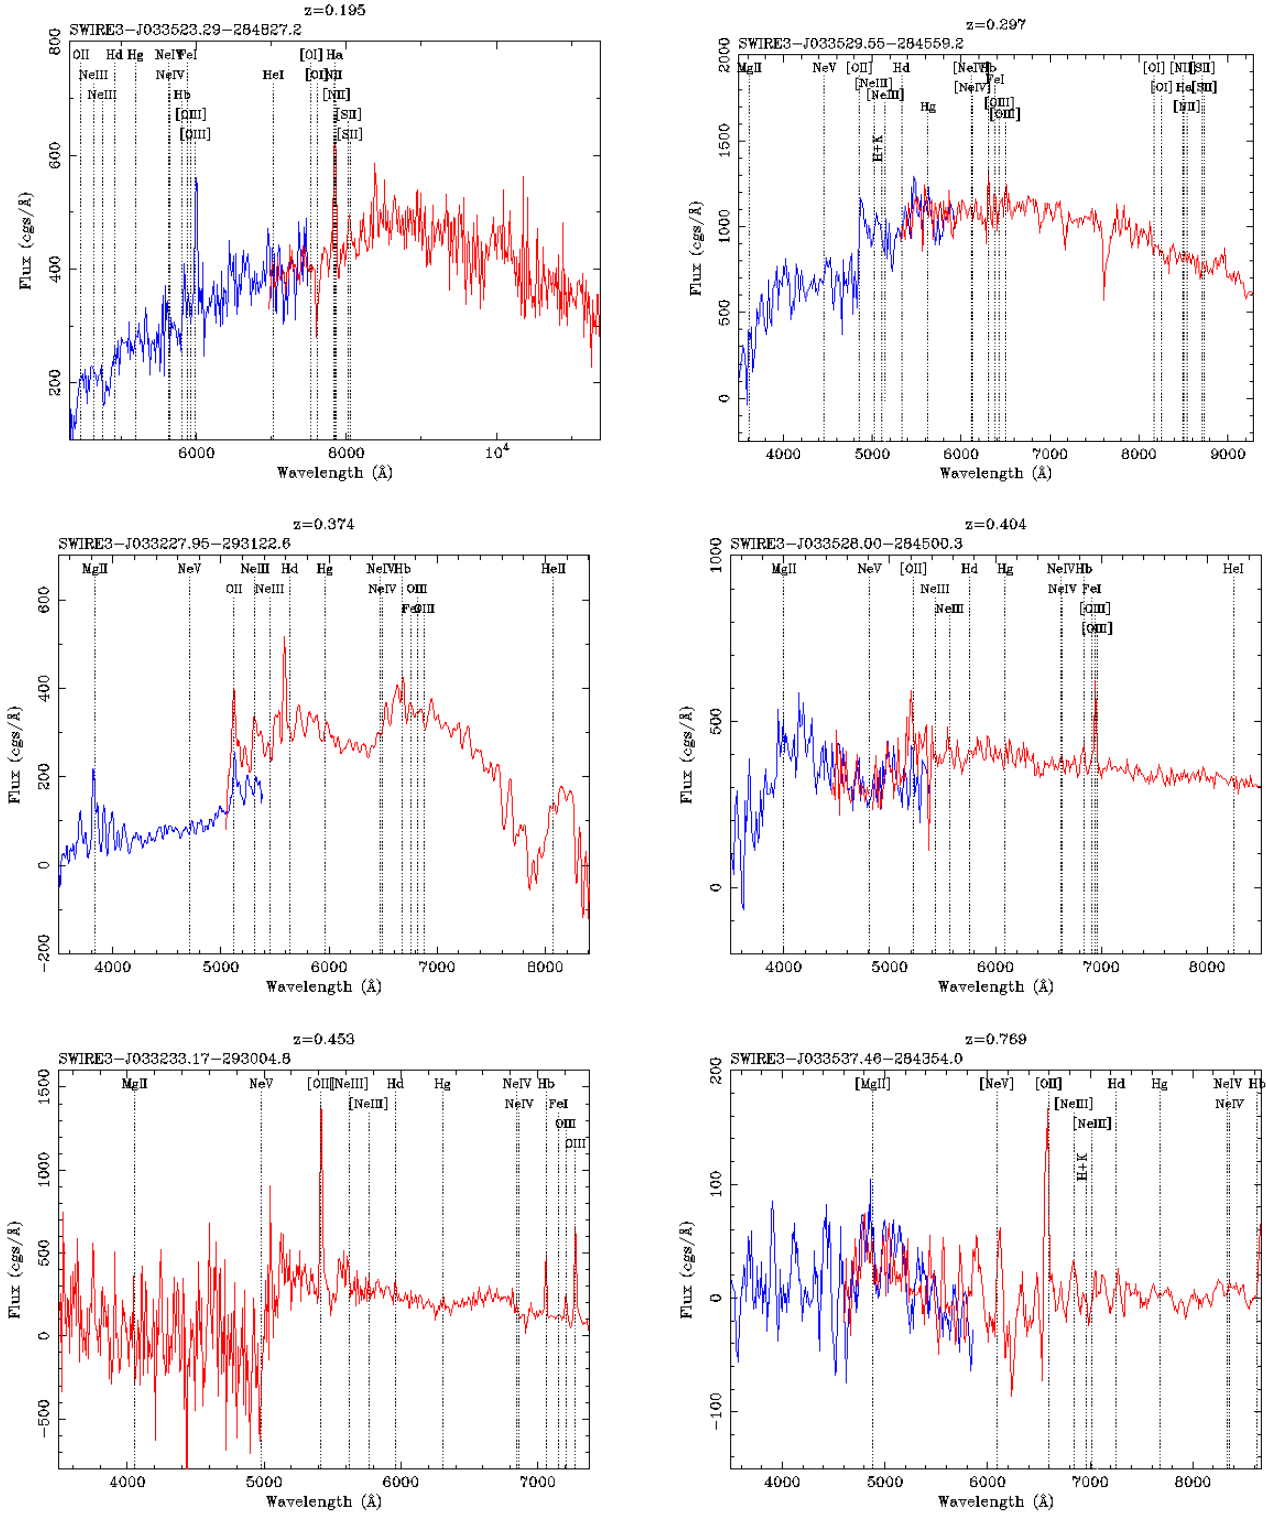 z=0.195
SWIRE3-J033523.29-284827.2
OII Hd Hg NeIV FeI [OI] Ha
NeIII NeIV HeI [OI] NII
NeIII Hb [NII]
[OIII] [SII]
[OIII] [SII]
800
600
400
200
Flux (cgs/Å)
6000 8000 10⁴
Wavelength (Å)
z=0.297
SWIRE3-J033529.55-284559.2
MgII NeV [OII] Hd [NeIV] Hb [OI] [NII] [SII]
[NeIII] FeI
[NeIII] [NeIV] [OI] Ha [SII]
[OIII] [NII]
Hg [OIII]
H+K
2000
1500
1000
500
0
Flux (cgs/Å)
4000 5000 6000 7000 8000 9000
Wavelength (Å)
z=0.374
SWIRE3-J033227.95-293122.6
MgII NeV NeIII Hd Hg NeIV Hb HeII
OII NeIII NeIV OIII
Fe OIII
600
400
200
0
-200
Flux (cgs/Å)
4000 5000 6000 7000 8000
Wavelength (Å)
z=0.404
SWIRE3-J033528.00-284500.3
MgII NeV [OII] Hd Hg NeIV Hb HeI
NeIII NeIV FeI
NeIII [OIII]
[OIII]
1000
500
0
Flux (cgs/Å)
4000 5000 6000 7000 8000
Wavelength (Å)
z=0.453
SWIRE3-J033233.17-293004.8
MgII NeV [OII] [NeIII] Hd Hg NeIV Hb
[NeIII] NeIV FeI
OIII
OIII
1500
1000
500
0
-500
Flux (cgs/Å)
4000 5000 6000 7000
Wavelength (Å)
z=0.769
SWIRE3-J033537.46-284354.0
[MgII] [NeV] [OII] Hd Hg NeIV Hb
[NeIII] NeIV
[NeIII]
H+K
200
100
0
-100
Flux (cgs/Å)
4000 5000 6000 7000 8000
Wavelength (Å)